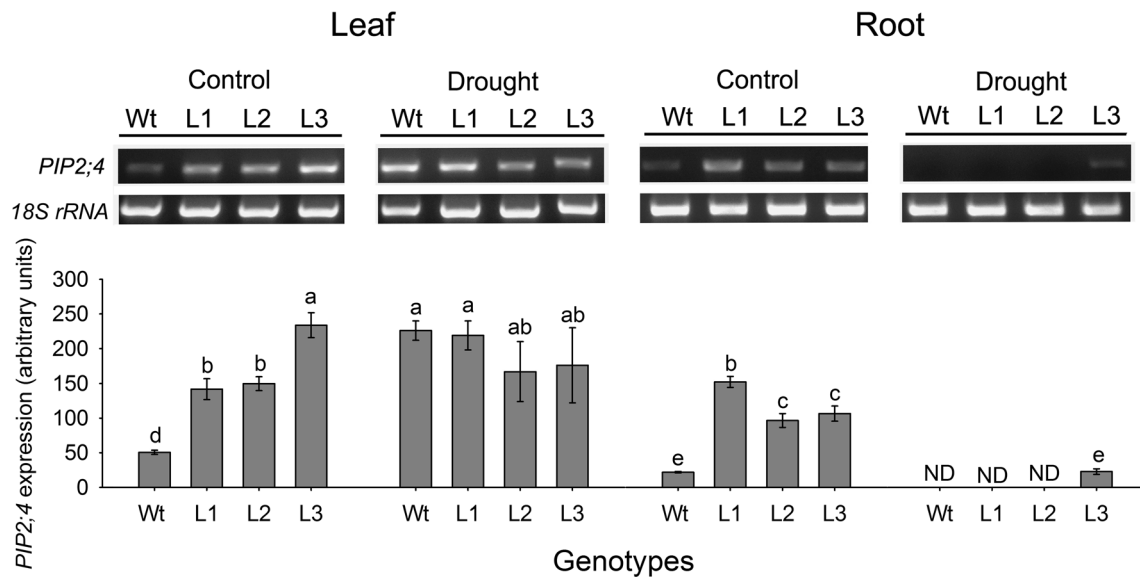 Leaf Root
Control Drought Control Drought
Wt L1 L2 L3 Wt L1 L2 L3 Wt L1 L2 L3 Wt L1 L2 L3
PIP2;4
18S rRNA
PIP2;4 expression (arbitrary units)
300
250
200
150
100
50
0
d b b a a a ab ab e b c c ND ND ND e
Wt L1 L2 L3 Wt L1 L2 L3 Wt L1 L2 L3 Wt L1 L2 L3
Genotypes